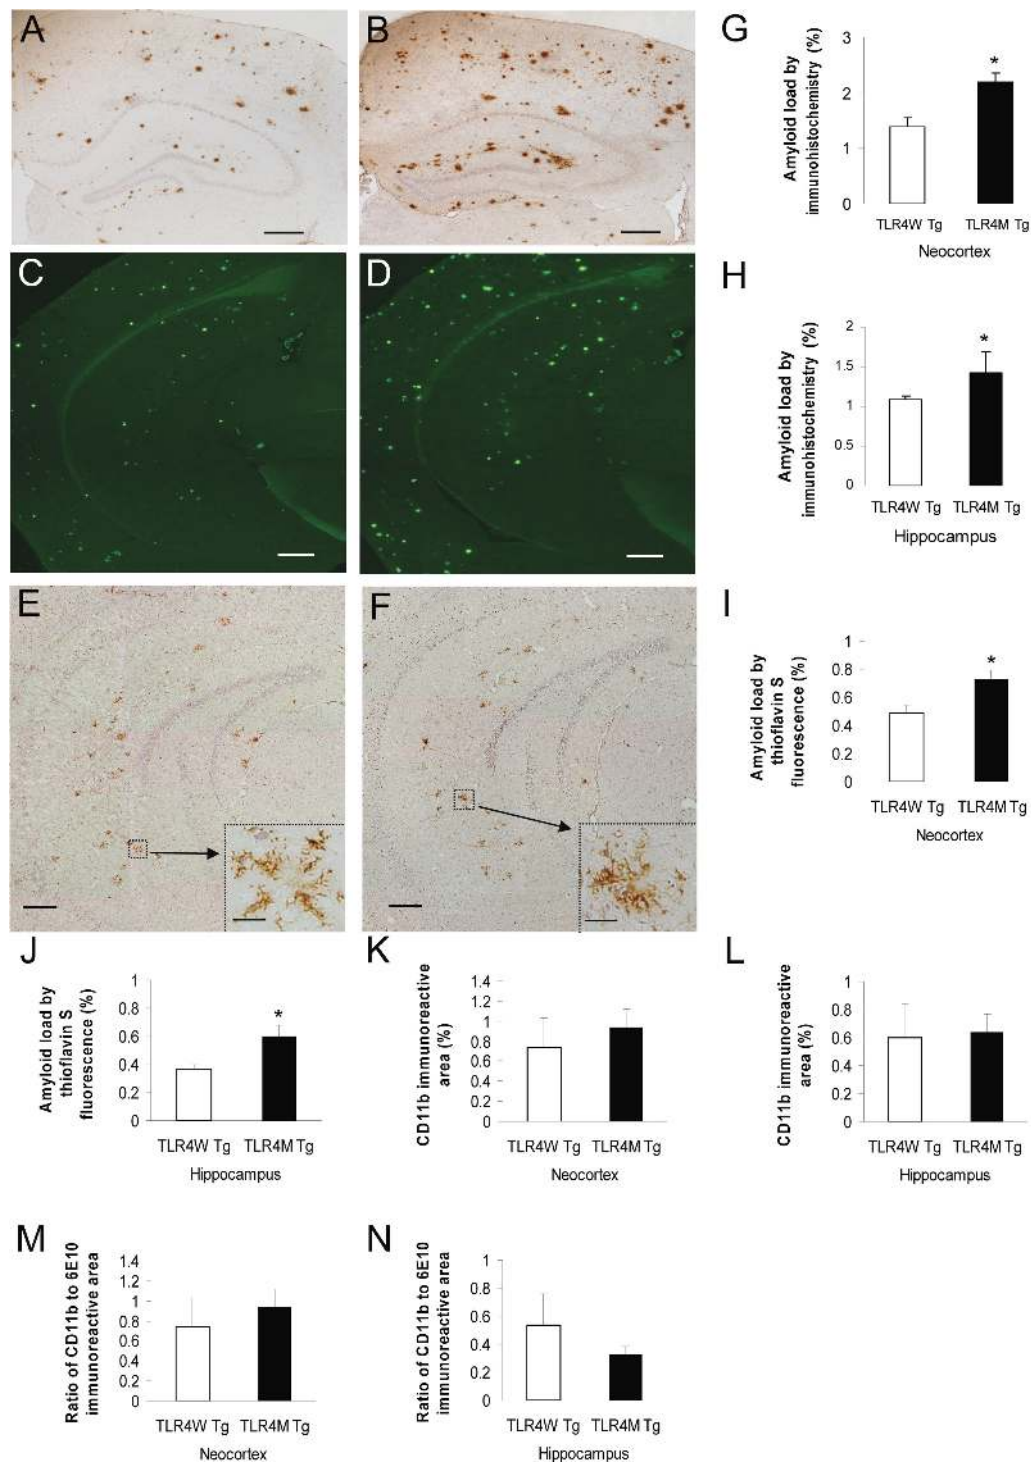 A
B
G
Amyloid load by
immunohistochemistry (%)
3
2
1
0
*
TLR4W Tg TLR4M Tg
Neocortex
C
D
H
Amyloid load by
immunohistochemistry (%)
2
1.5
1
0.5
0
*
TLR4W Tg TLR4M Tg
Hippocampus
E
F
I
Amyloid load by
thioflavin S
fluorescence (%)
1
0.8
0.6
0.4
0.2
0
*
TLR4W Tg TLR4M Tg
Neocortex
J
Amyloid load by
thioflavin S
fluorescence (%)
1
0.8
0.6
0.4
0.2
0
*
TLR4W Tg TLR4M Tg
Hippocampus
K
CD11b immunoreactive
area (%)
1.4
1.2
1
0.8
0.6
0.4
0.2
0
TLR4W Tg TLR4M Tg
Neocortex
L
CD11b immunoreactive
area (%)
1
0.8
0.6
0.4
0.2
0
TLR4W Tg TLR4M Tg
Hippocampus
M
Ratio of CD11b to 6E10
immunoreactive area
1.4
1.2
1
0.8
0.6
0.4
0.2
0
TLR4W Tg TLR4M Tg
Neocortex
N
Ratio of CD11b to 6E10
immunoreactive area
1
0.8
0.6
0.4
0.2
0
TLR4W Tg TLR4M Tg
Hippocampus